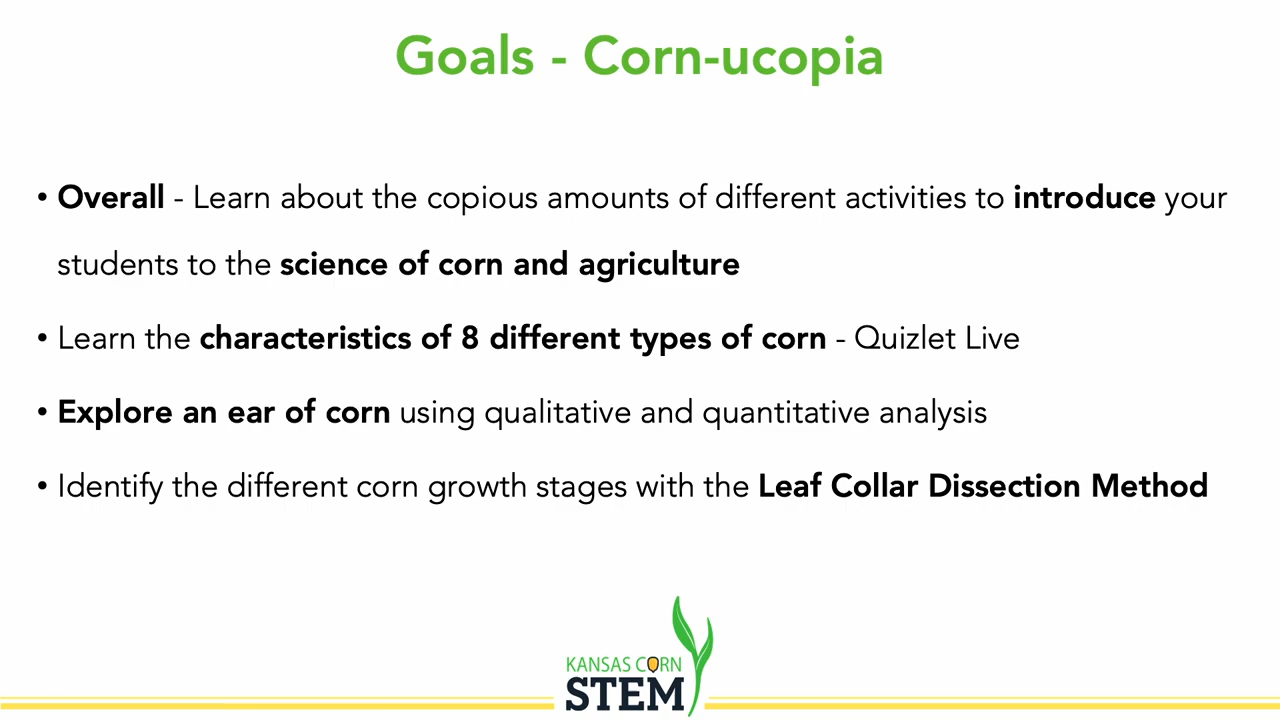 Goals - Corn-ucopia
• Overall - Learn about the copious amounts of different activities to introduce your
students to the science of corn and agriculture
• Learn the characteristics of 8 different types of corn - Quizlet Live
• Explore an ear of corn using qualitative and quantitative analysis
• Identify the different corn growth stages with the Leaf Collar Dissection Method
KANSAS CORN
STEM